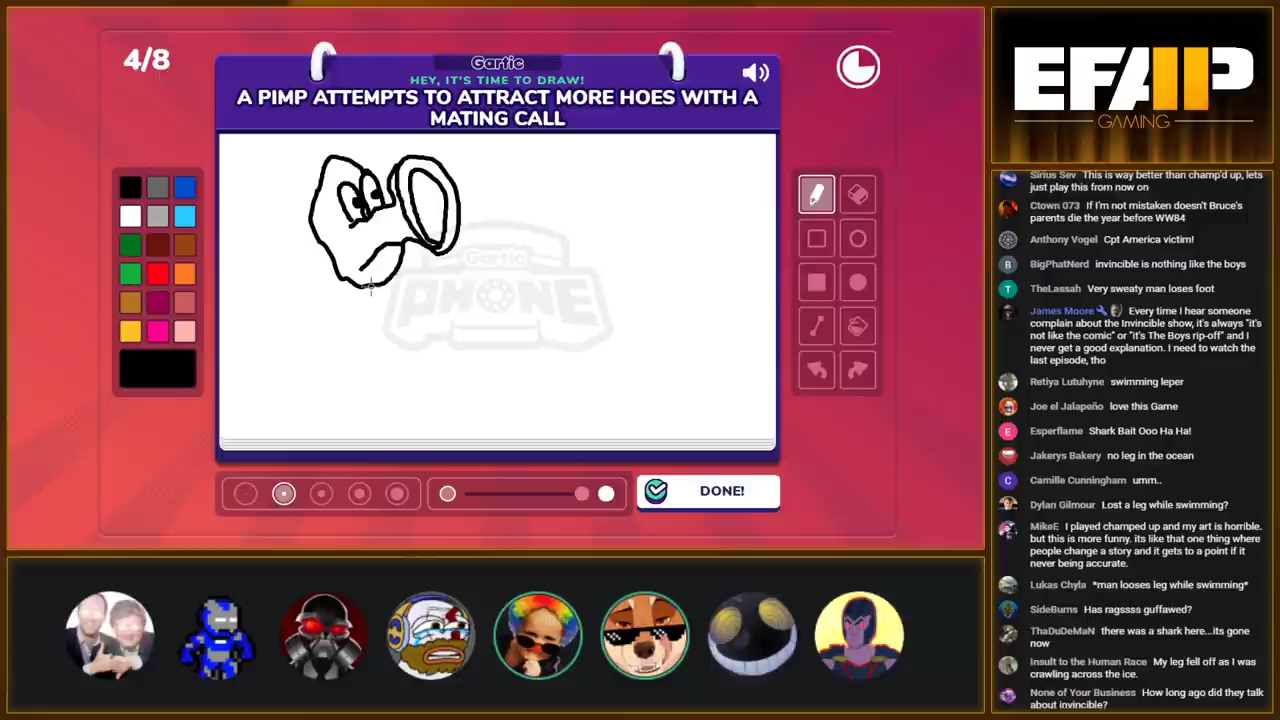 4/8
Gartic
HEY, IT'S TIME TO DRAW!
A PIMP ATTEMPTS TO ATTRACT MORE HOES WITH A
MATING CALL
Gartic
PHONE
DONE!
EFAP
GAMING
Sirius Sev This is way better than champ'd up, lets
just play this from now on
Ctown 073 If I'm not mistaken doesn't Bruce's
parents die the year before WW84
Anthony Vogel Cpt America victim!
BigPhatNerd invincible is nothing like the boys
TheLassah Very sweaty man loses foot
James Moore Every time I hear someone
complain about the Invincible show, it's always "it's
not like the comic" or "it's The Boys rip-off" and I
never get a good explanation. I need to watch the
last episode, tho
Retiya Lutuhyne swimming leper
Joe el Jalapeño love this Game
Esperflame Shark Bait Ooo Ha Ha!
Jakerys Bakery no leg in the ocean
Camille Cunningham umm..
Dylan Gilmour Lost a leg while swimming?
MikeE I played champed up and my art is horrible.
but this is more funny. its like that one thing where
people change a story and it gets to a point if it
never being accurate.
Lukas Chyla *man looses leg while swimming*
SideBurns Has ragssss guffawed?
ThaDuDeMaN there was a shark here...its gone
now
Insult to the Human Race My leg fell off as I was
crawling across the ice.
None of Your Business How long ago did they talk
about invincible?